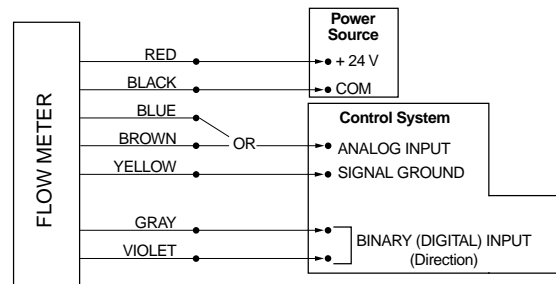 Power
Source
RED
+ 24 V
BLACK
COM
BLUE
Control System
BROWN
OR
ANALOG INPUT
YELLOW
SIGNAL GROUND
FLOW METER
GRAY
BINARY (DIGITAL) INPUT
(Direction)
VIOLET